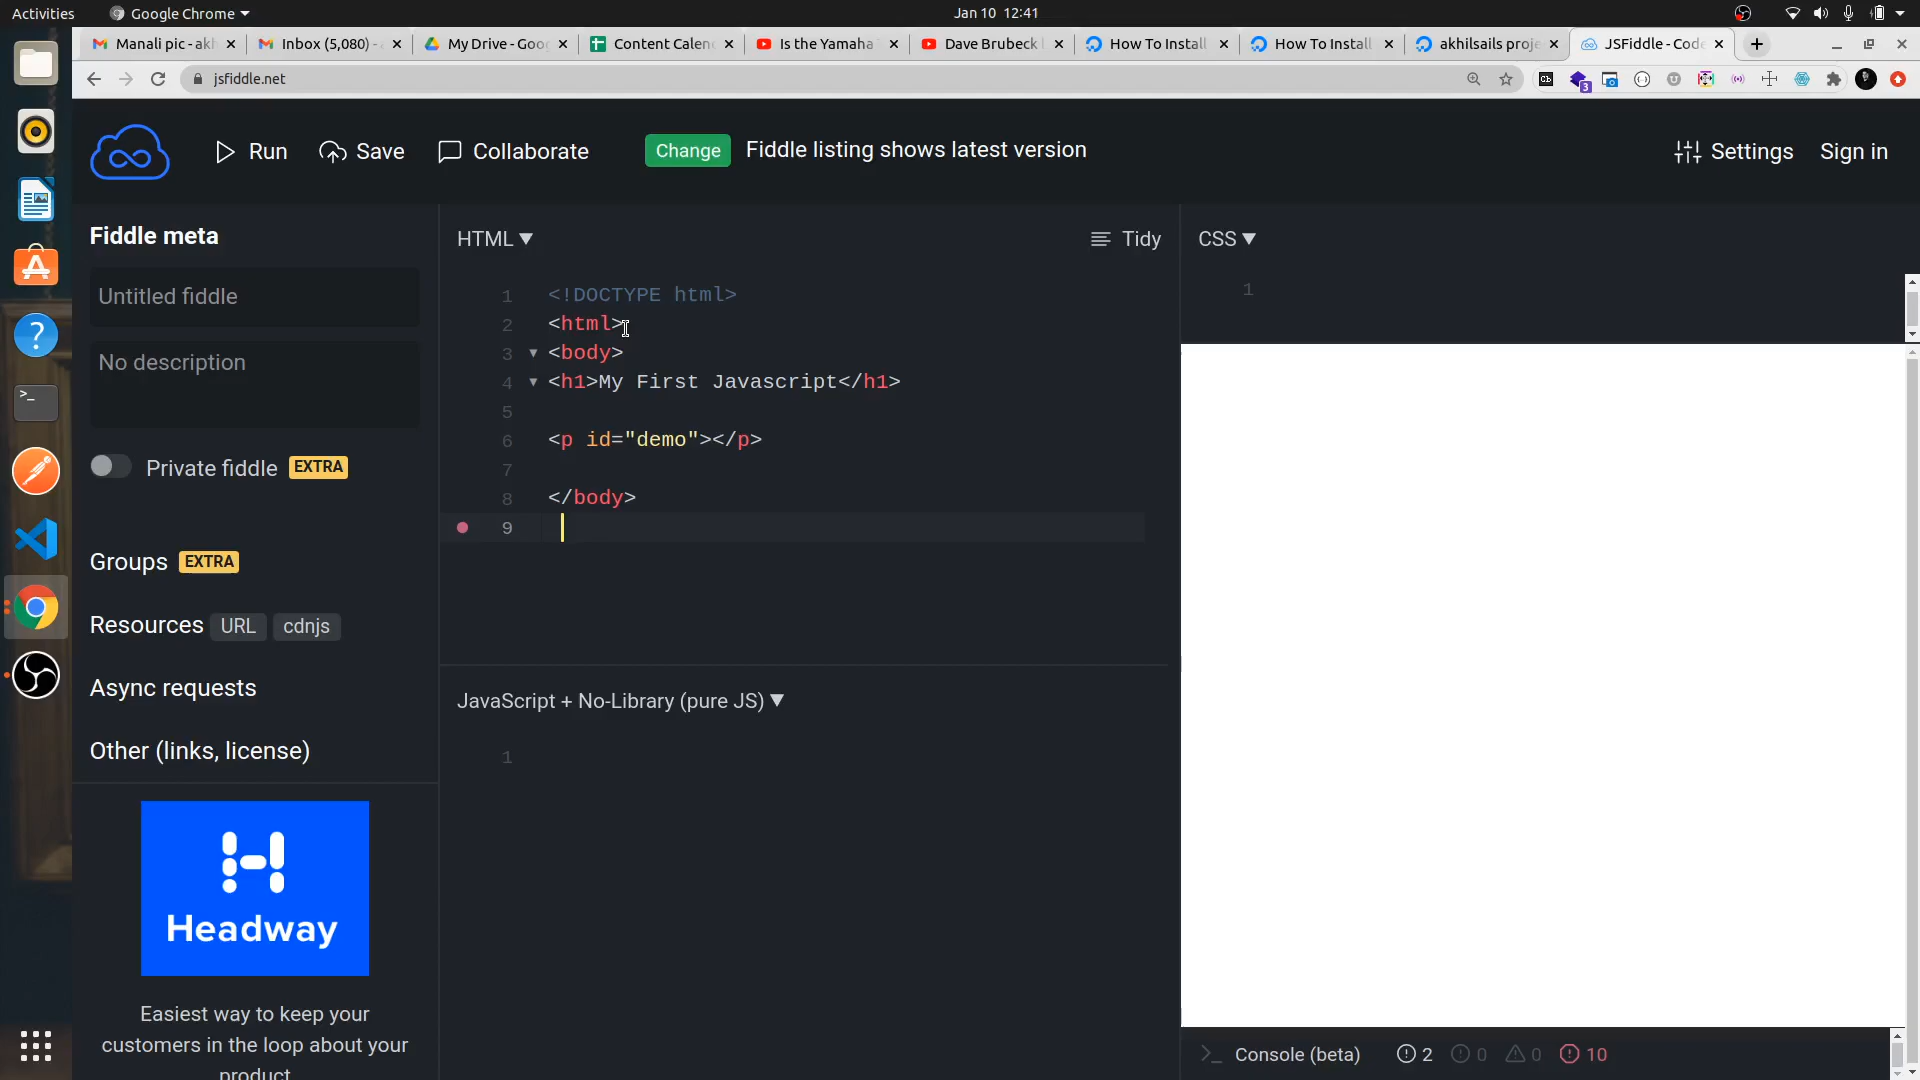 Activities
Google Chrome
Jan 10 12:41
Manali pic - akh
Inbox (5,080) -
My Drive - Goog
Content Calen
Is the Yamaha
Dave Brubeck
How To Install
How To Install
akhilsails proje
JSFiddle - Code
jsfiddle.net
Cb
3
Run
Save
Collaborate
Change
Fiddle listing shows latest version
Settings
Sign in
Fiddle meta
Untitled fiddle
No description
Private fiddle EXTRA
Groups EXTRA
Resources URL cdnjs
Async requests
Other (links, license)
Headway
Easiest way to keep your
customers in the loop about your
product
HTML
Tidy
1 <!DOCTYPE html>
2 <html>
3 <body>
4 <h1>My First Javascript</h1>
5
6 <p id="demo"></p>
7
8 </body>
9
JavaScript + No-Library (pure JS)
1
CSS
1
>_ Console (beta) 2 0 0 10